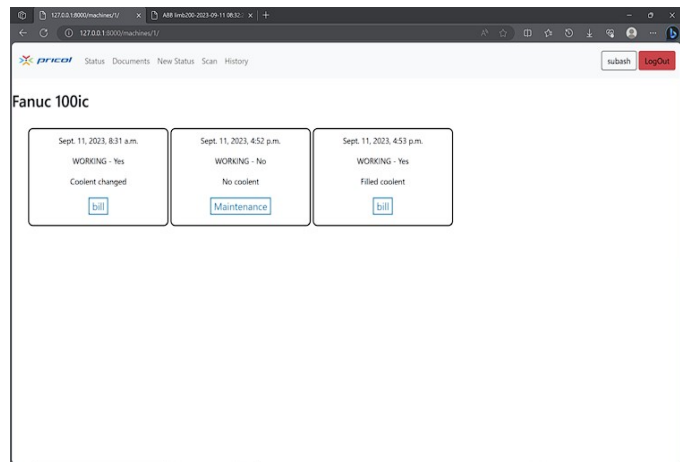 127.0.0.1:8000/machines/1/
ABB limb200-2023-09-11 08:32:
127.0.0.1:8000/machines/1/
pricol Status Documents New Status Scan History
subash LogOut
Fanuc 100ic
Sept. 11, 2023, 8:31 a.m.
WORKING - Yes
Coolent changed
bill
Sept. 11, 2023, 4:52 p.m.
WORKING - No
No coolent
Maintenance
Sept. 11, 2023, 4:53 p.m.
WORKING - Yes
Filled coolent
bill